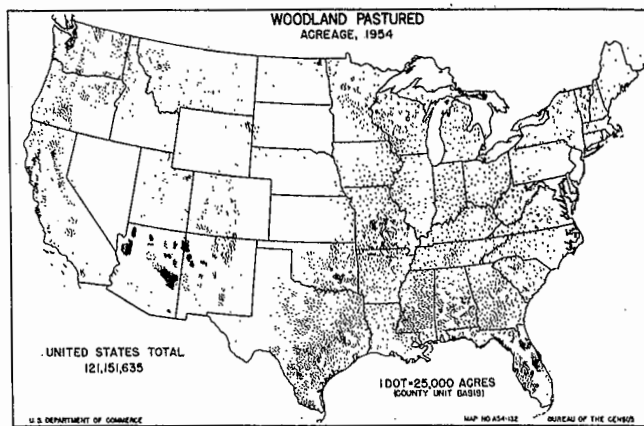 WOODLAND PASTURED
ACREAGE, 1954
UNITED STATES TOTAL
121,151,635
1 DOT=25,000 ACRES
(COUNTY UNIT BASIS)
U. S. DEPARTMENT OF COMMERCE
MAP NO. A54-132
BUREAU OF THE CENSUS